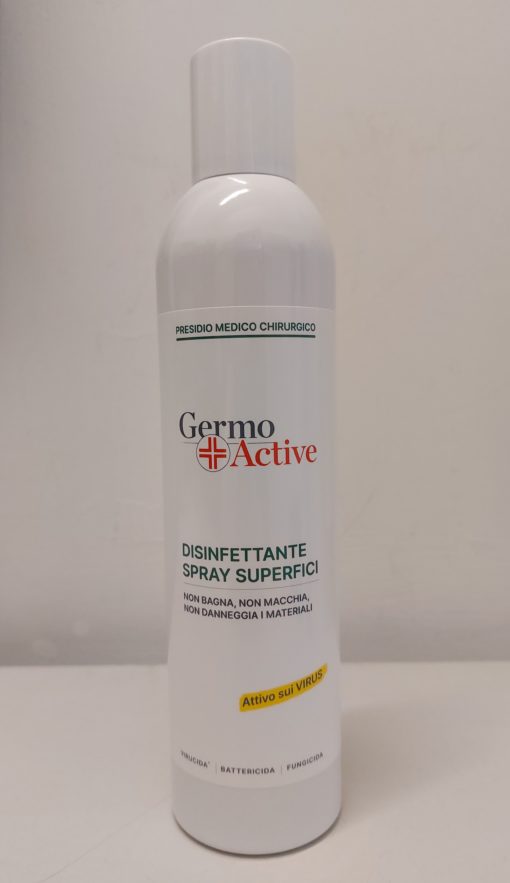 PRESIDIO MEDICO CHIRURGICO
Germo
Active
DISINFETTANTE
SPRAY SUPERFICI
NON BAGNA, NON MACCHIA,
NON DANNEGGIA I MATERIALI
Attivo sui VIRUS
VIRUCIDA* | BATTERICIDA | FUNGICIDA